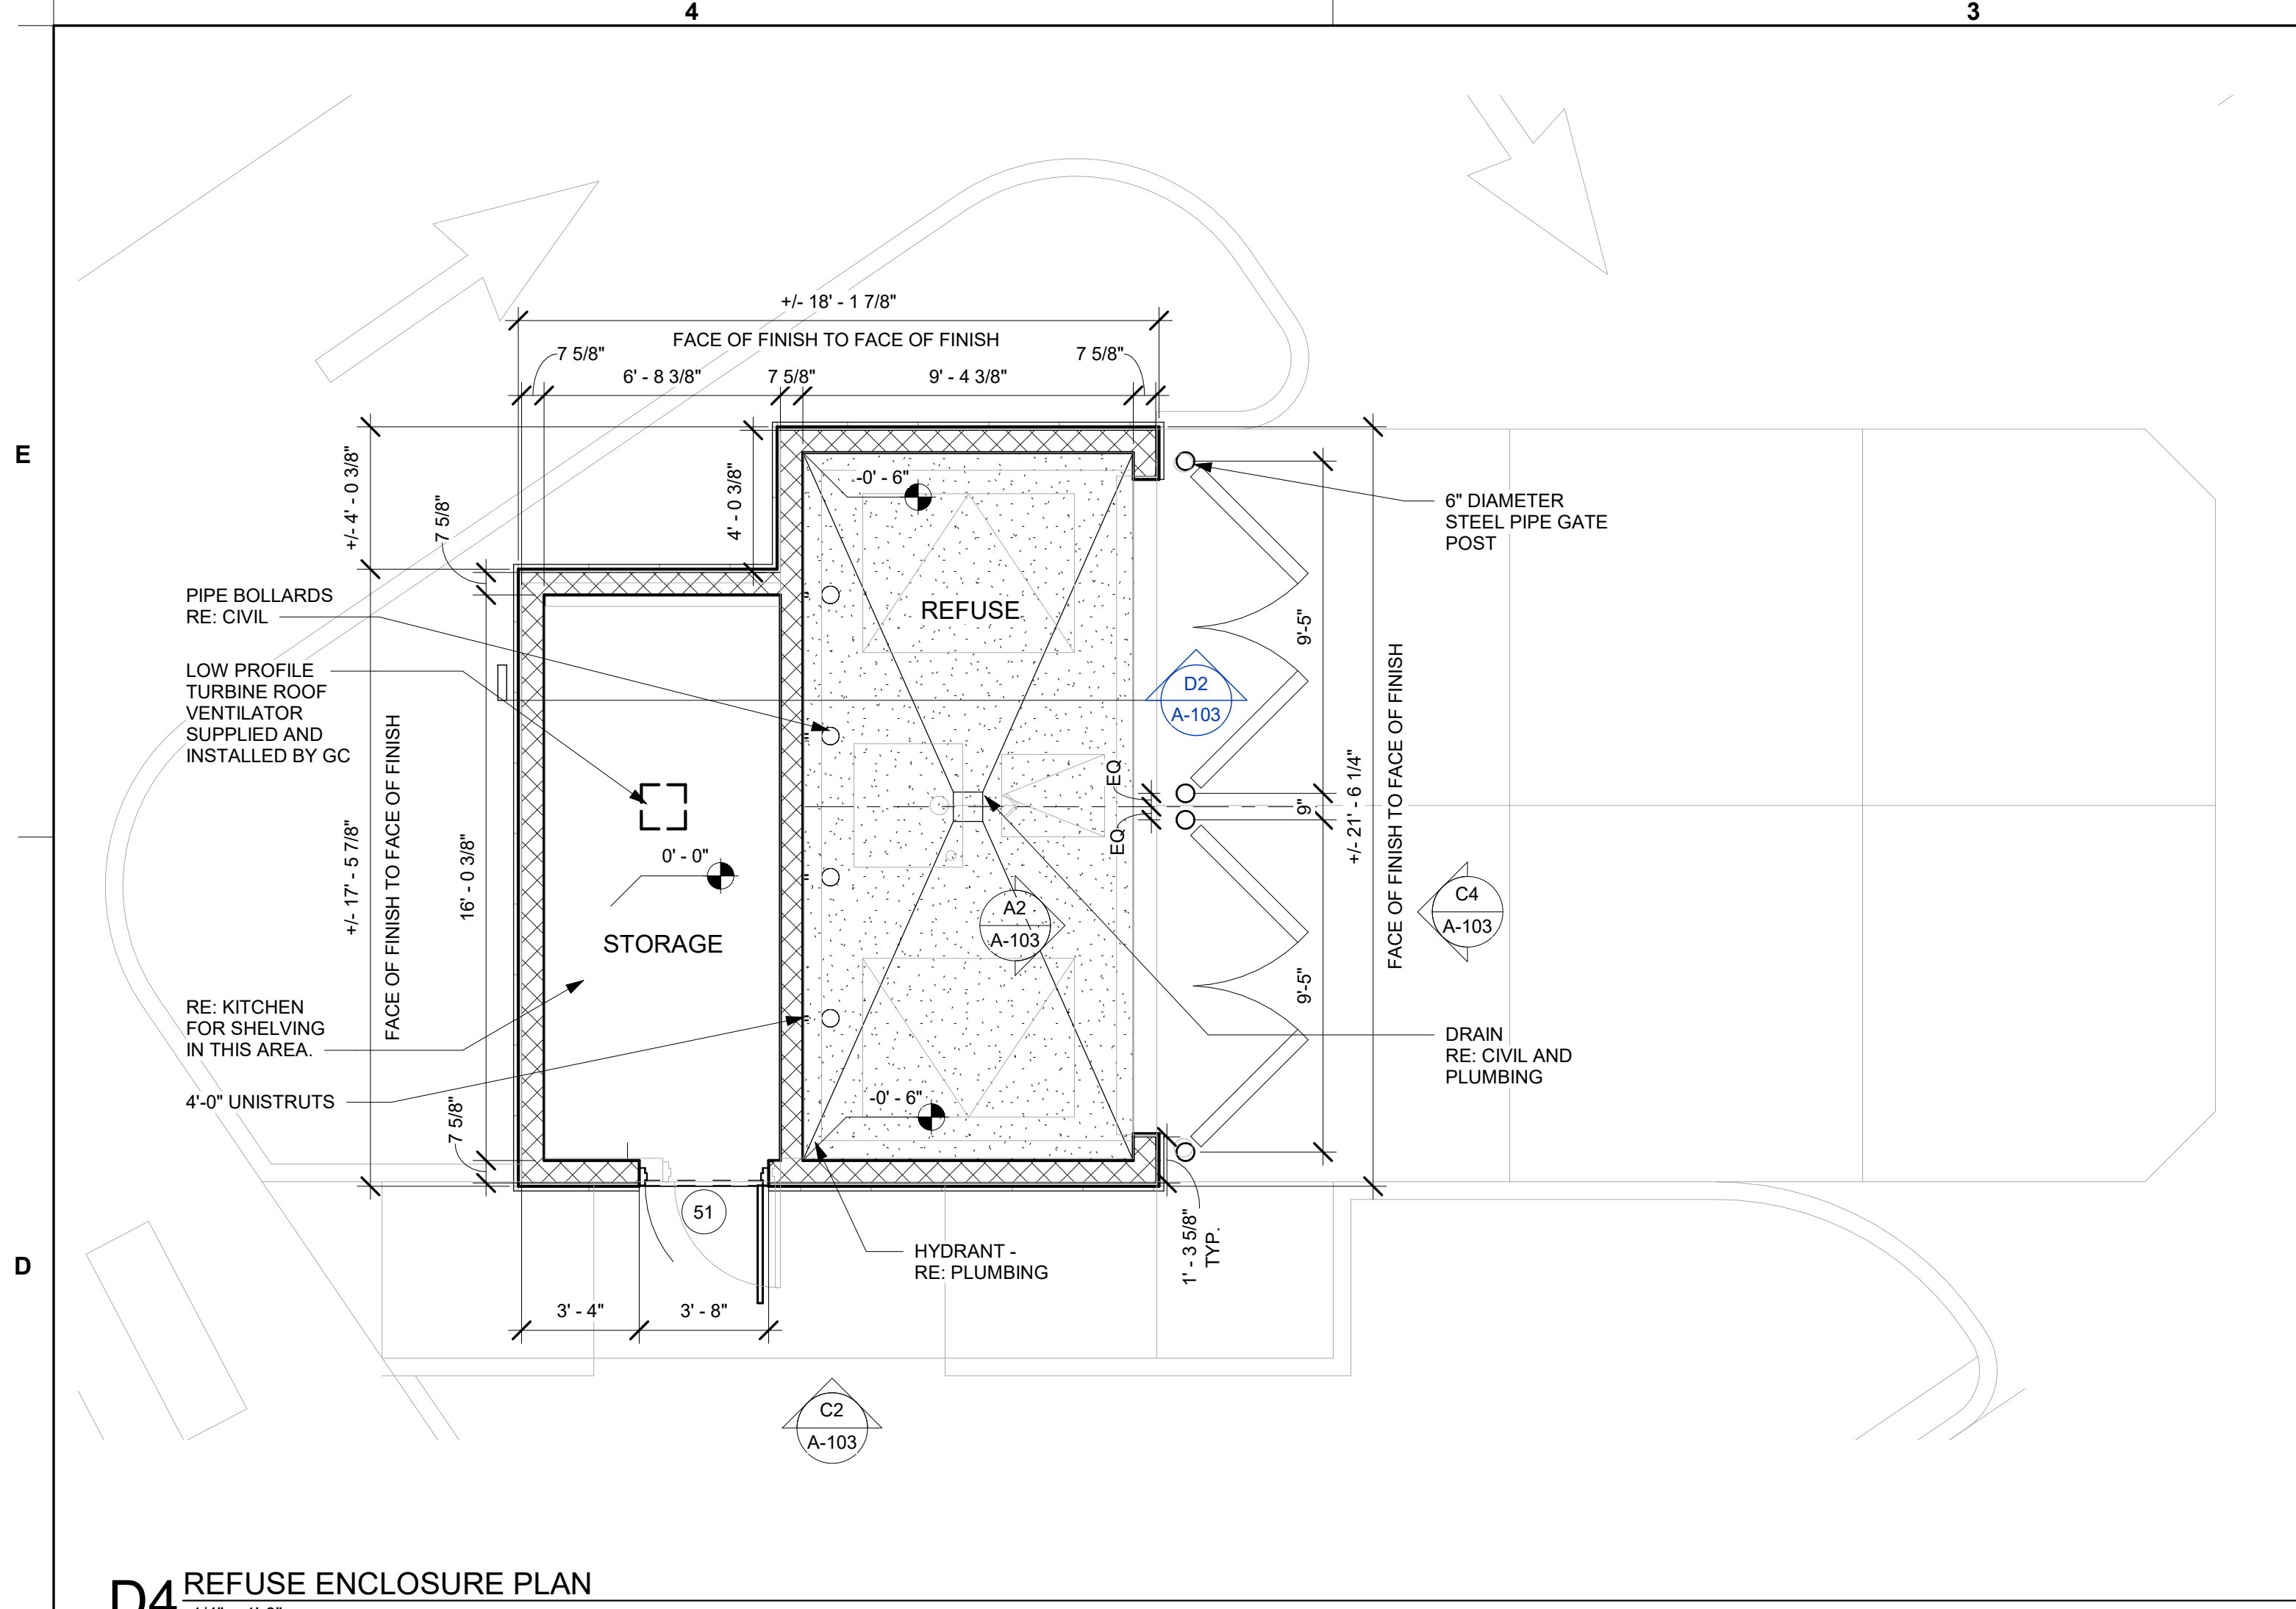 4
3
E
D
+/- 18' - 1 7/8"
FACE OF FINISH TO FACE OF FINISH
7 5/8"
7 5/8"
6' - 8 3/8"
7 5/8"
9' - 4 3/8"
+/- 4' - 0 3/8"
7 5/8"
4' - 0 3/8"
-0' - 6"
6" DIAMETER
STEEL PIPE GATE
POST
PIPE BOLLARDS
RE: CIVIL
REFUSE
9'-5"
LOW PROFILE
TURBINE ROOF
VENTILATOR
SUPPLIED AND
INSTALLED BY GC
D2
A-103
FACE OF FINISH TO FACE OF FINISH
+/- 17' - 5 7/8"
16' - 0 3/8"
EQ
EQ
9"
+/- 21' - 6 1/4"
FACE OF FINISH TO FACE OF FINISH
0' - 0"
STORAGE
A2
A-103
C4
A-103
9'-5"
RE: KITCHEN
FOR SHELVING
IN THIS AREA.
DRAIN
RE: CIVIL AND
PLUMBING
4'-0" UNISTRUTS
-0' - 6"
7 5/8"
51
HYDRANT -
RE: PLUMBING
1' - 3 5/8"
TYP.
3' - 4"
3' - 8"
C2
A-103
D4
REFUSE ENCLOSURE PLAN